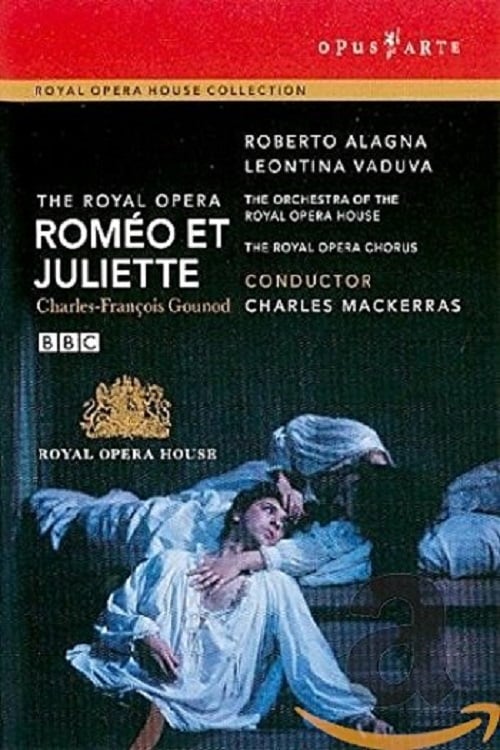 OPUS ARTE
ROYAL OPERA HOUSE COLLECTION
ROBERTO ALAGNA
LEONTINA VADUVA
THE ROYAL OPERA
ROMÉO ET
JULIETTE
Charles-François Gounod
THE ORCHESTRA OF THE
ROYAL OPERA HOUSE
THE ROYAL OPERA CHORUS
CONDUCTOR
CHARLES MACKERRAS
BBC
ROYAL OPERA HOUSE
a